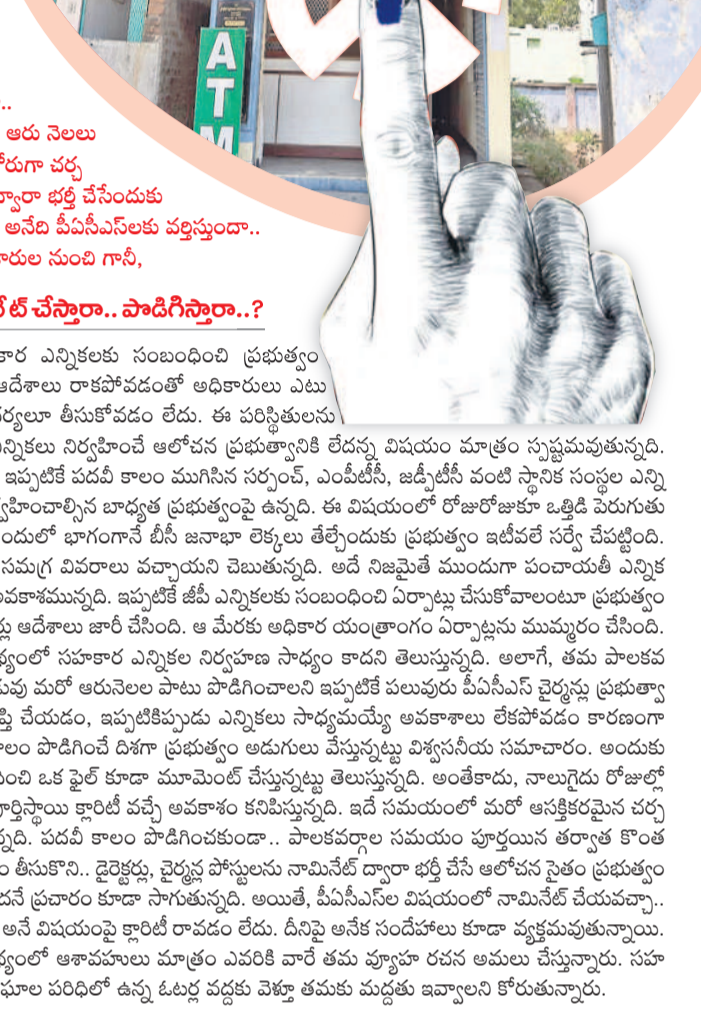 ATM
ఆరు నెలలు
చర్చ
ద్వారా భర్తీ చేసేందుకు
అనేది పీఏసీఎస్‌లకు వర్తిస్తుందా..
నుంచి గానీ,
చేస్తారా.. పొడిగిస్తారా..?
ఎన్నికలకు సంబంధించి ప్రభుత్వం
ఆదేశాలు రాకపోవడంతో అధికారులు ఎటు
తీసుకోవడం లేదు. ఈ పరిస్థితులను
ఎన్నికలు నిర్వహించే ఆలోచన ప్రభుత్వానికి లేదన్న విషయం మాత్రం స్పష్టమవుతున్నది.
ఇప్పటికే పదవీ కాలం ముగిసిన సర్పంచ్, ఎంపీటీసీ, జడ్పీటీసీ వంటి స్థానిక సంస్థల ఎన్ని
బాధ్యత ప్రభుత్వంపై ఉన్నది. ఈ విషయంలో రోజురోజుకూ ఒత్తిడి పెరుగుతు
భాగంగానే బీసీ జనాభా లెక్కలు తేల్చేందుకు ప్రభుత్వం ఇటీవలే సర్వే చేపట్టింది.
సమగ్ర వివరాలు వచ్చాయని చెబుతున్నది. అదే నిజమైతే ముందుగా పంచాయతీ ఎన్నిక
అవకాశమున్నది. ఇప్పటికే జీపీ ఎన్నికలకు సంబంధించి ఏర్పాట్లు చేసుకోవాలంటూ ప్రభుత్వం
ఆదేశాలు జారీ చేసింది. ఆ మేరకు అధికార యంత్రాంగం ఏర్పాట్లను ముమ్మరం చేసింది.
సహకార ఎన్నికల నిర్వహణ సాధ్యం కాదని తెలుస్తున్నది. అలాగే, తమ పాలకవ
మరో ఆరునెలల పాటు పొడిగించాలని ఇప్పటికే పలువురు పీఏసీఎస్ చైర్మన్లు ప్రభుత్వా
చేయడం, ఇప్పటికిప్పుడు ఎన్నికలు సాధ్యమయ్యే అవకాశాలు లేకపోవడం కారణంగా
పొడిగించే దిశగా ప్రభుత్వం అడుగులు వేస్తున్నట్టు విశ్వసనీయ సమాచారం. అందుకు
ఒక ఫైల్ కూడా మూమెంట్ చేస్తున్నట్టు తెలుస్తున్నది. అంతేకాదు, నాలుగైదు రోజుల్లో
క్లారిటీ వచ్చే అవకాశం కనిపిస్తున్నది. ఇదే సమయంలో మరో ఆసక్తికరమైన చర్చ
పదవీ కాలం పొడిగించకుండా.. పాలకవర్గాల సమయం పూర్తయిన తర్వాత కొంత
తీసుకొని.. డైరెక్టర్లు, చైర్మన్ల పోస్టులను నామినేట్ ద్వారా భర్తీ చేసే ఆలోచన సైతం ప్రభుత్వం
ప్రచారం కూడా సాగుతున్నది. అయితే, పీఏసీఎస్‌ల విషయంలో నామినేట్ చేయవచ్చా..
అనే విషయంపై క్లారిటీ రావడం లేదు. దీనిపై అనేక సందేహాలు కూడా వ్యక్తమవుతున్నాయి.
ఆశావహులు మాత్రం ఎవరికి వారే తమ వ్యూహ రచన అమలు చేస్తున్నారు. సహ
పరిధిలో ఉన్న ఓటర్ల వద్దకు వెళ్తూ తమకు మద్దతు ఇవ్వాలని కోరుతున్నారు.